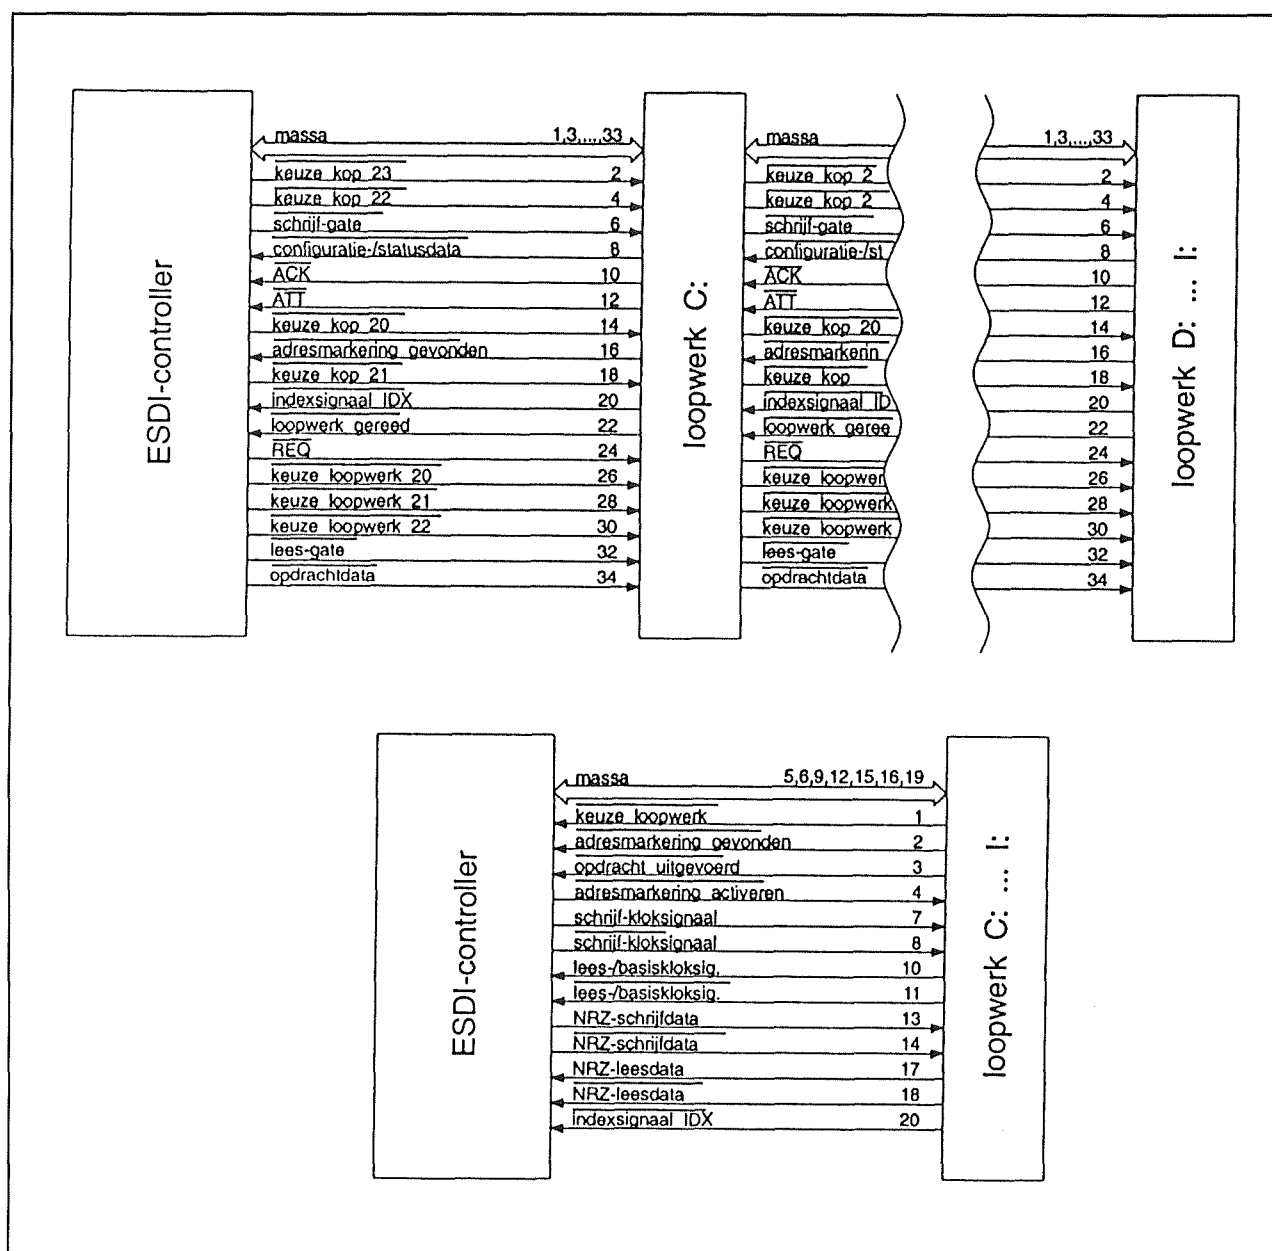 ESDI-controller
massa 1,3,...,33
keuze kop 23 2
keuze kop 22 4
schrijf-gate 6
configuratie-/statusdata 8
ACK 10
ATT 12
keuze kop 20 14
adresmarkering gevonden 16
keuze kop 21 18
indexsignaal IDX 20
loopwerk gereed 22
REQ 24
keuze loopwerk 20 26
keuze loopwerk 21 28
keuze loopwerk 22 30
lees-gate 32
opdrachtdata 34
loopwerk C:
massa 1,3,...,33
keuze kop 2 2
keuze kop 2 4
schrijf-gate 6
configuratie-/st 8
ACK 10
ATT 12
keuze kop 20 14
adresmarkerin 16
keuze kop 18
indexsignaal ID 20
loopwerk geree 22
REQ 24
keuze loopwer 26
keuze loopwerk 28
keuze loopwerk 30
lees-gate 32
opdrachtdata 34
loopwerk D: ... I:
ESDI-controller
massa 5,6,9,12,15,16,19
keuze loopwerk 1
adresmarkering gevonden 2
opdracht uitgevoerd 3
adresmarkering activeren 4
schrijf-kloksignaal 7
schrijf-kloksignaal 8
lees-/basiskloksig. 10
lees-/basiskloksig. 11
NRZ-schrijfdata 13
NRZ-schrijfdata 14
NRZ-leesdata 17
NRZ-leesdata 18
indexsignaal IDX 20
loopwerk C: ... I: